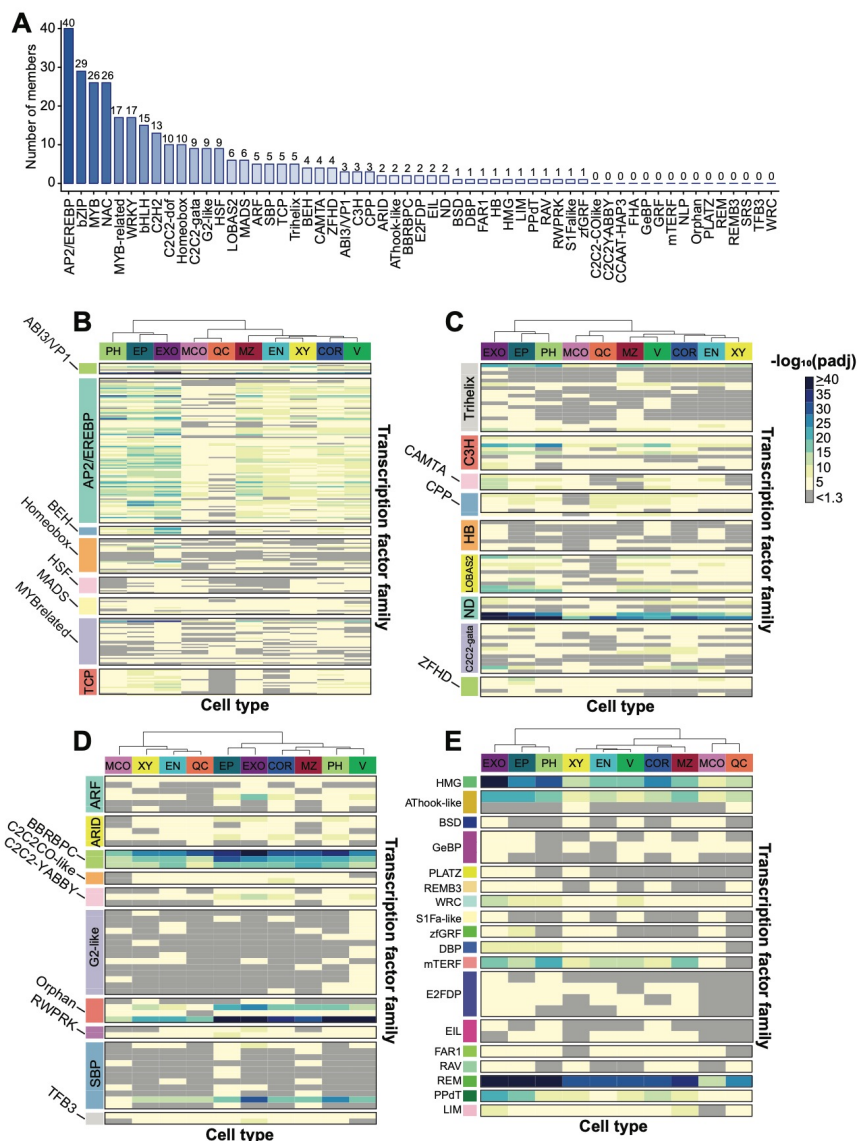 A
Number of members
40
30
20
10
0
40 29 26 26 17 17 15 13 10 10 9 9 9 6 6 5 5 5 5 4 4 4 3 3 3 2 2 2 2 2 2 1 1 1 1 1 1 1 1 1 1 1 0 0 0 0 0 0 0 0 0 0 0 0 0 0 0
AP2/EREBP bZIP MYB NAC MYB-related WRKY bHLH C2H2 C2C2-dof Homeobox C2C2-gata G2-like HSF LOBAS2 MADS ARF SBP TCP Trihelix BEH CAMTA ZFHD ABI3/VP1 C3H CPP ARID AThook-like BBRBPC E2FDP EIL ND BSD DBP FAR1 HB HMG LIM PPdT RAV RWPRK S1Falike zfGRF C2C2-COlike C2C2Y-ABBY CCAAT-HAP3 FHA GeBP GRF mTERF NLP Orphan PLATZ REM REMB3 SRS TFB3 WRC
B
PH EP EXO MCO QC MZ EN XY COR V
ABI3/VP1
AP2/EREBP
BEH
Homeobox
HSF
MADS
MYBrelated
TCP
Transcription factor family
Cell type
C
EXO EP PH MCO QC MZ V COR EN XY
Trihelix
C3H
CAMTA
CPP
HB
LOBAS2
ND
C2C2-gata
ZFHD
Transcription factor family
Cell type
-log₁₀(padj)
≥40
35
30
25
20
15
10
5
<1.3
D
MCO XY EN QC EP EXO COR MZ PH V
ARF
ARID
BBRBPC
C2C2CO-like
C2C2-YABBY
G2-like
Orphan
RWPRK
SBP
TFB3
Transcription factor family
Cell type
E
EXO EP PH XY EN V COR MZ MCO QC
HMG
AThook-like
BSD
GeBP
PLATZ
REMB3
WRC
S1Fa-like
zfGRF
DBP
mTERF
E2FDP
EIL
FAR1
RAV
REM
PPdT
LIM
Transcription factor family
Cell type